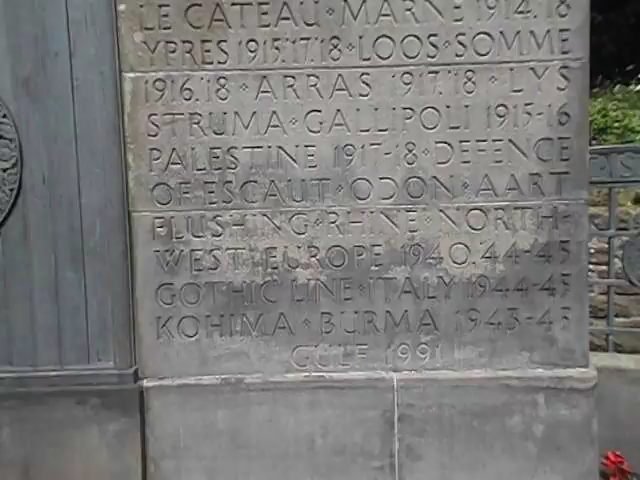 LE CATEAU · MARNE 1914.18
YPRES 1915.17.18 · LOOS · SOMME
1916.18 · ARRAS · 1917.18 · LYS
STRUMA · GALLIPOLI 1915-16
PALESTINE 1917-18 · DEFENCE
OF ESCAUT · ODON · AART
FLUSHING · RHINE · NORTH-
WEST EUROPE 1940.44-45
GOTHIC LINE · ITALY 1944-45
KOHIMA · BURMA 1943-45
GULF 1991